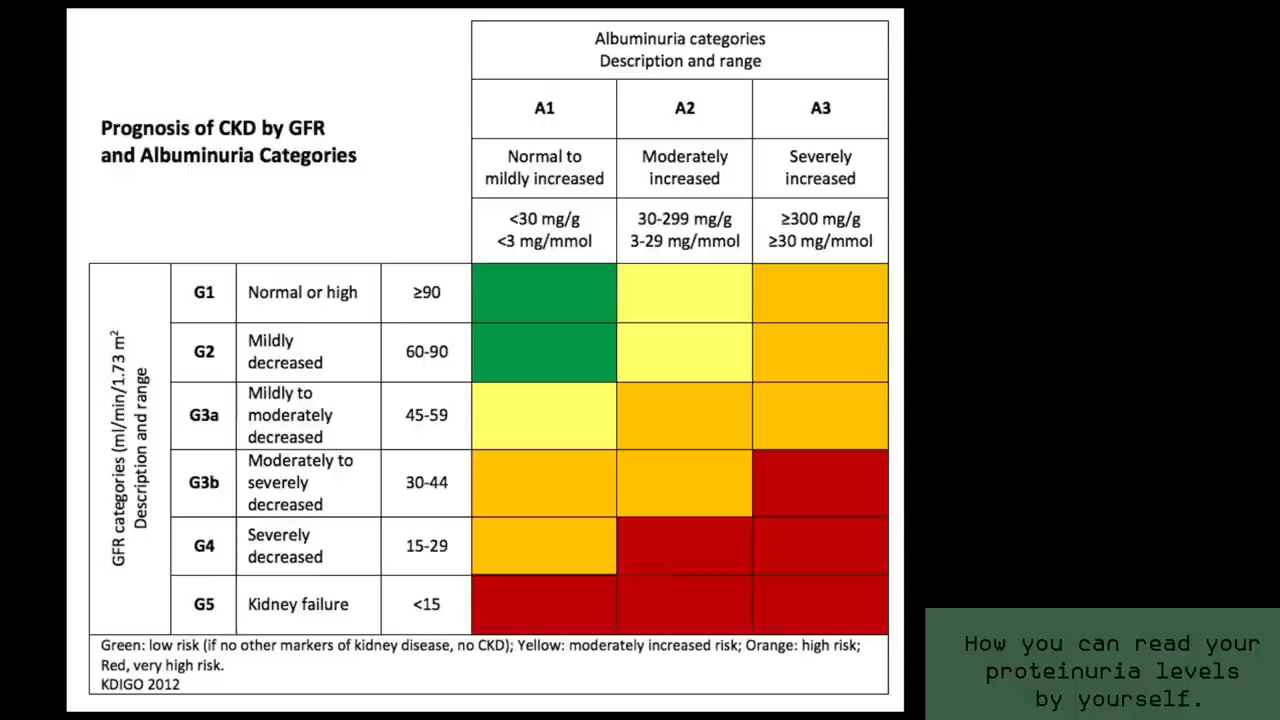 Albuminuria categories
Description and range
Prognosis of CKD by GFR
and Albuminuria Categories
A1
A2
A3
Normal to
mildly increased
Moderately
increased
Severely
increased
<30 mg/g
<3 mg/mmol
30-299 mg/g
3-29 mg/mmol
≥300 mg/g
≥30 mg/mmol
GFR categories (ml/min/1.73 m²
Description and range
G1
Normal or high
≥90
G2
Mildly
decreased
60-90
G3a
Mildly to
moderately
decreased
45-59
G3b
Moderately to
severely
decreased
30-44
G4
Severely
decreased
15-29
G5
Kidney failure
<15
Green: low risk (if no other markers of kidney disease, no CKD); Yellow: moderately increased risk; Orange: high risk;
Red, very high risk.
KDIGO 2012
How you can read your
proteinuria levels
by yourself.